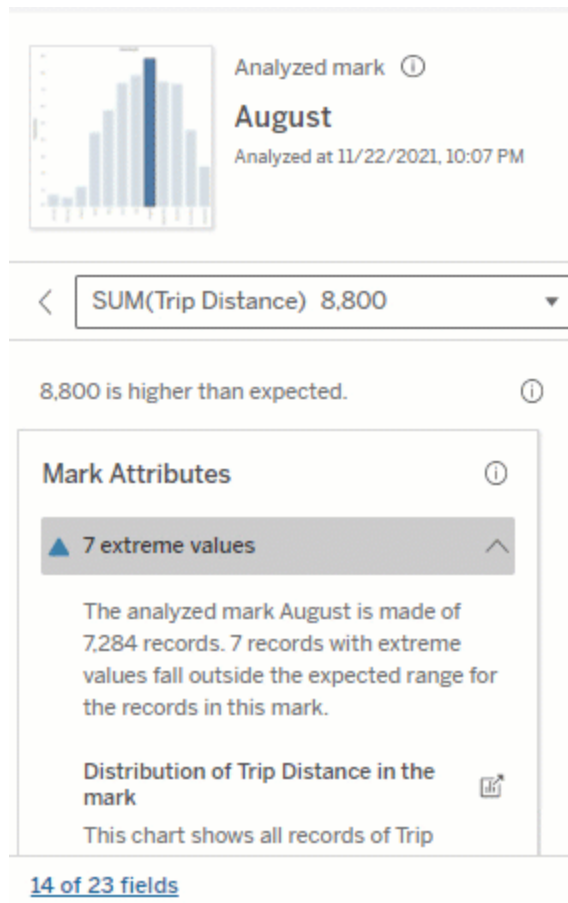 Analyzed mark
August
Analyzed at 11/22/2021, 10:07 PM
SUM(Trip Distance) 8,800
8,800 is higher than expected.
Mark Attributes
7 extreme values
The analyzed mark August is made of
7,284 records. 7 records with extreme
values fall outside the expected range for
the records in this mark.
Distribution of Trip Distance in the
mark
This chart shows all records of Trip
14 of 23 fields